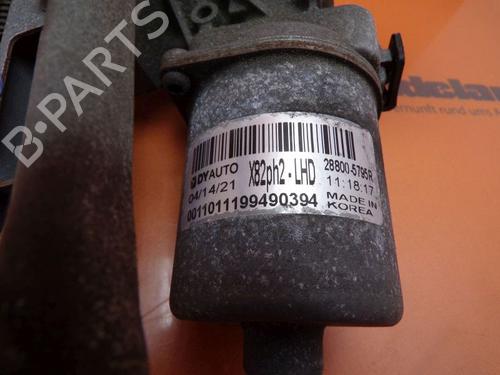 B-PARTS
DYAUTO X82ph2-LHD 28800-5795R
04/14/21 11:18:17
0011011199490394 MADE IN
KOREA